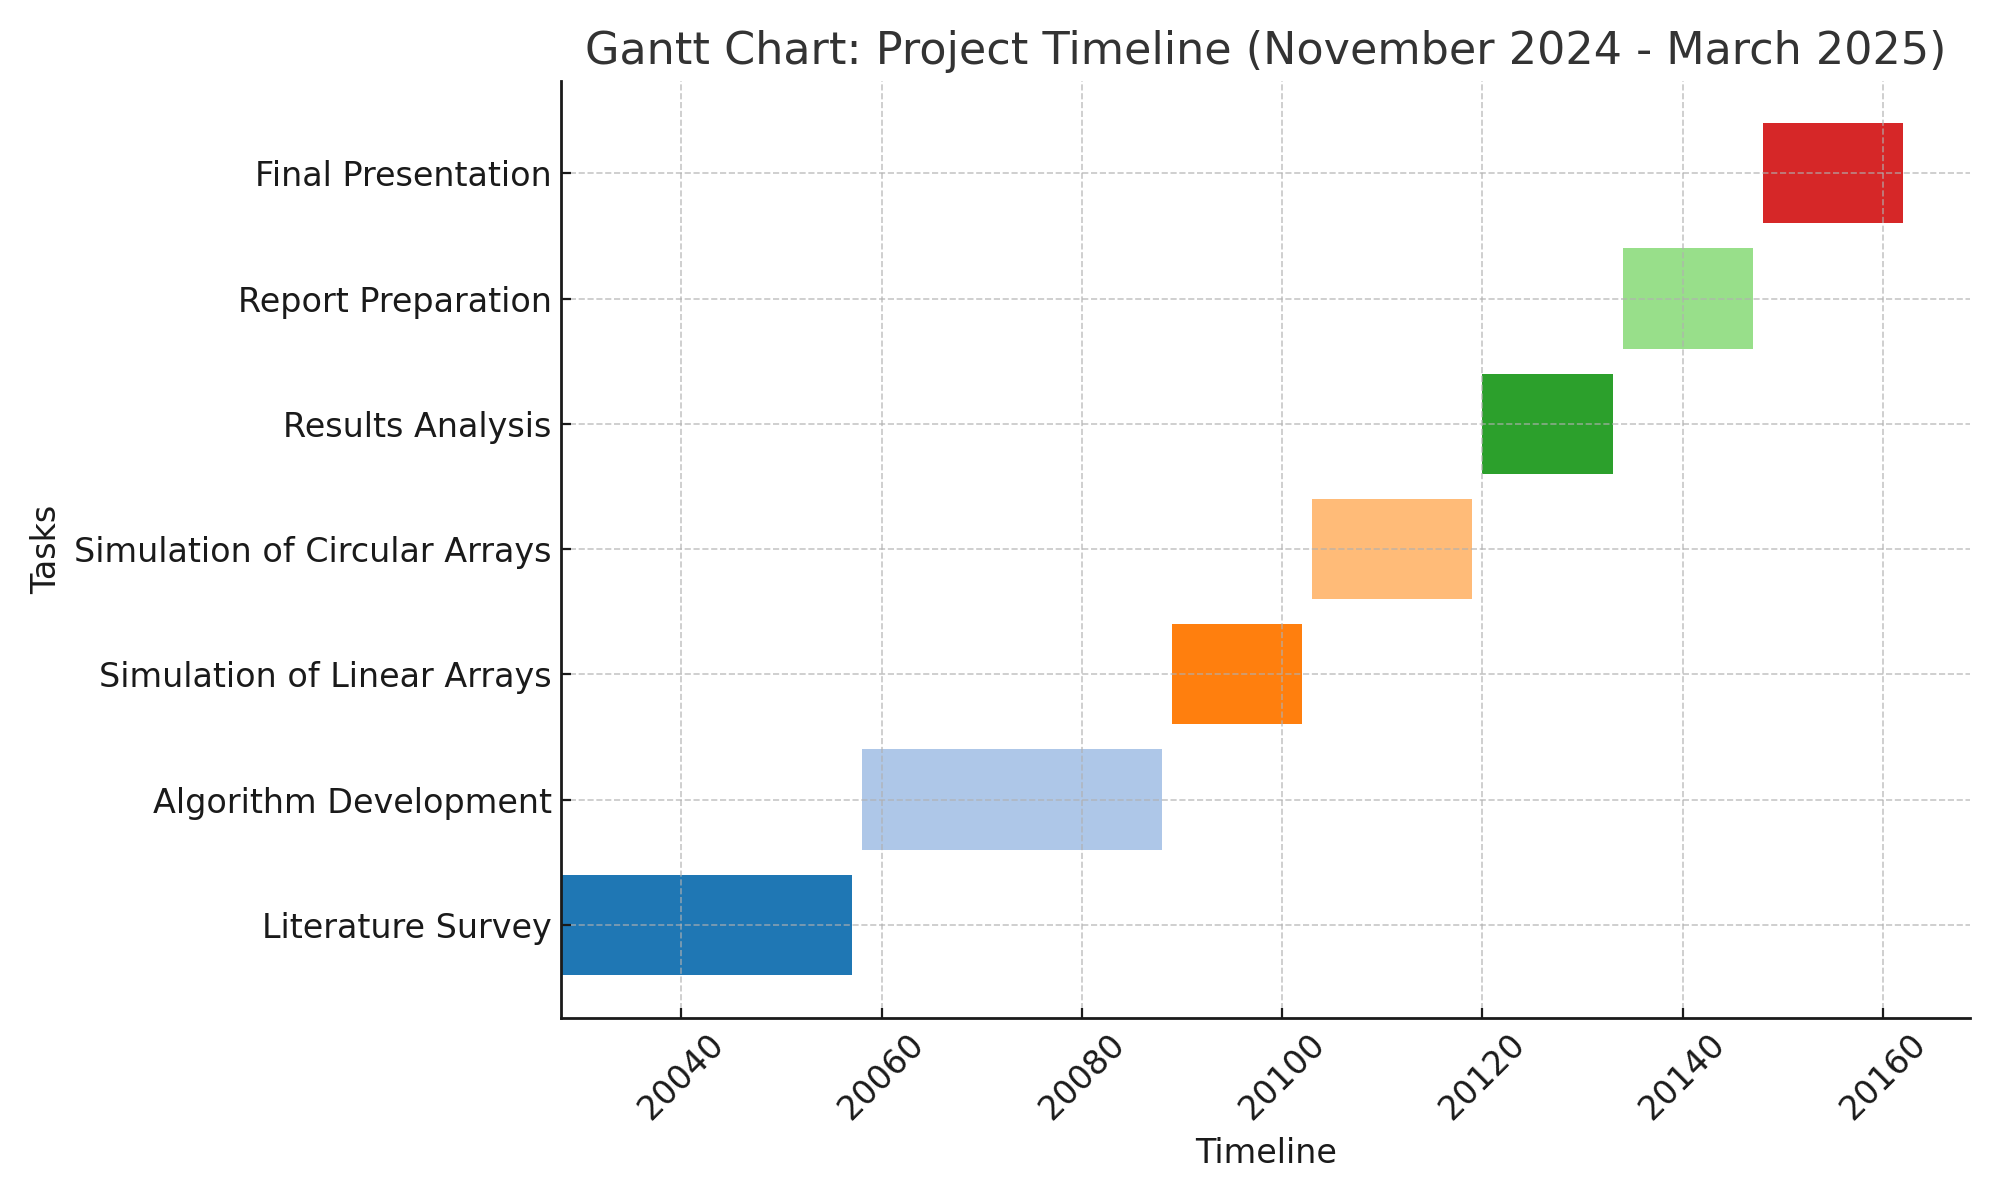 Gantt Chart: Project Timeline (November 2024 - March 2025)
Final Presentation
Report Preparation
Results Analysis
Simulation of Circular Arrays
Simulation of Linear Arrays
Algorithm Development
Literature Survey
Tasks
20040
20060
20080
20100
20120
20140
20160
Timeline